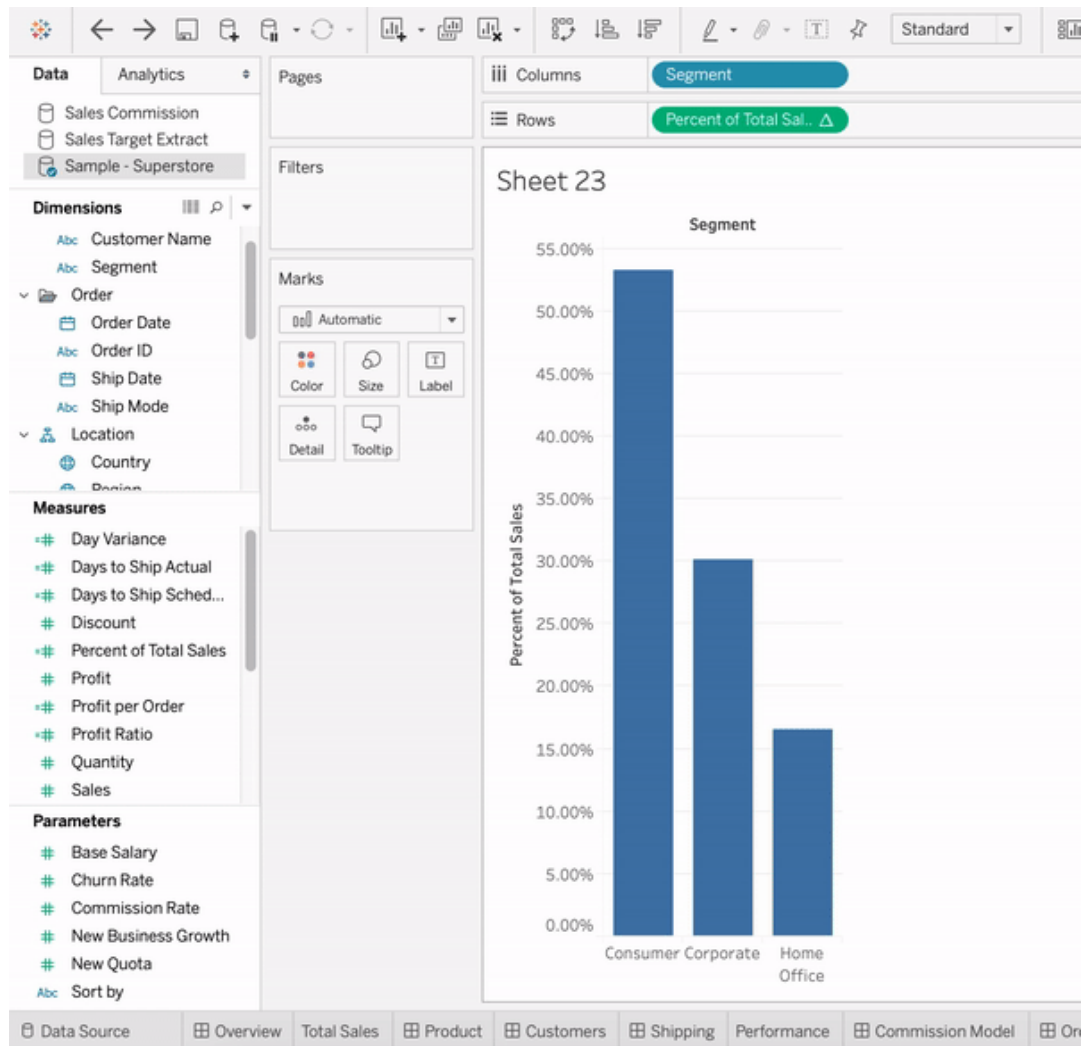 Standard
Data
Analytics
Sales Commission
Sales Target Extract
Sample - Superstore
Dimensions
Abc Customer Name
Abc Segment
Order
Order Date
Abc Order ID
Ship Date
Abc Ship Mode
Location
Country
Region
Measures
Day Variance
Days to Ship Actual
Days to Ship Sched...
Discount
Percent of Total Sales
Profit
Profit per Order
Profit Ratio
Quantity
Sales
Parameters
Base Salary
Churn Rate
Commission Rate
New Business Growth
New Quota
Abc Sort by
Pages
Filters
Marks
Automatic
Color
Size
Label
Detail
Tooltip
Columns
Segment
Rows
Percent of Total Sal..
Sheet 23
Segment
55.00%
50.00%
45.00%
40.00%
35.00%
30.00%
25.00%
20.00%
15.00%
10.00%
5.00%
0.00%
Percent of Total Sales
Consumer
Corporate
Home
Office
Data Source
Overview
Total Sales
Product
Customers
Shipping
Performance
Commission Model